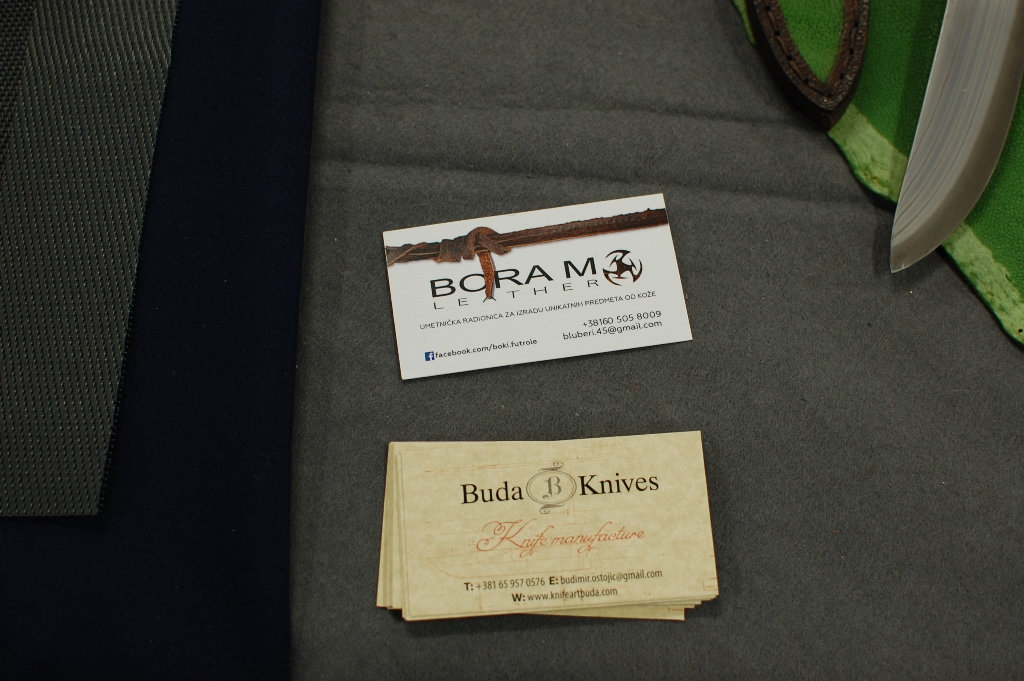 BORA M
LEATHER
UMETNIČKA RADIONICA ZA IZRADU UNIKATNIH PREDMETA OD KOŽE
+38160 505 8009
bluberi.45@gmail.com
facebook.com/boki.futrole
Buda B Knives
Knife manufacture
T: +381 65 957 0576 E: budimir.ostojic@gmail.com
W: www.knifeartbuda.com